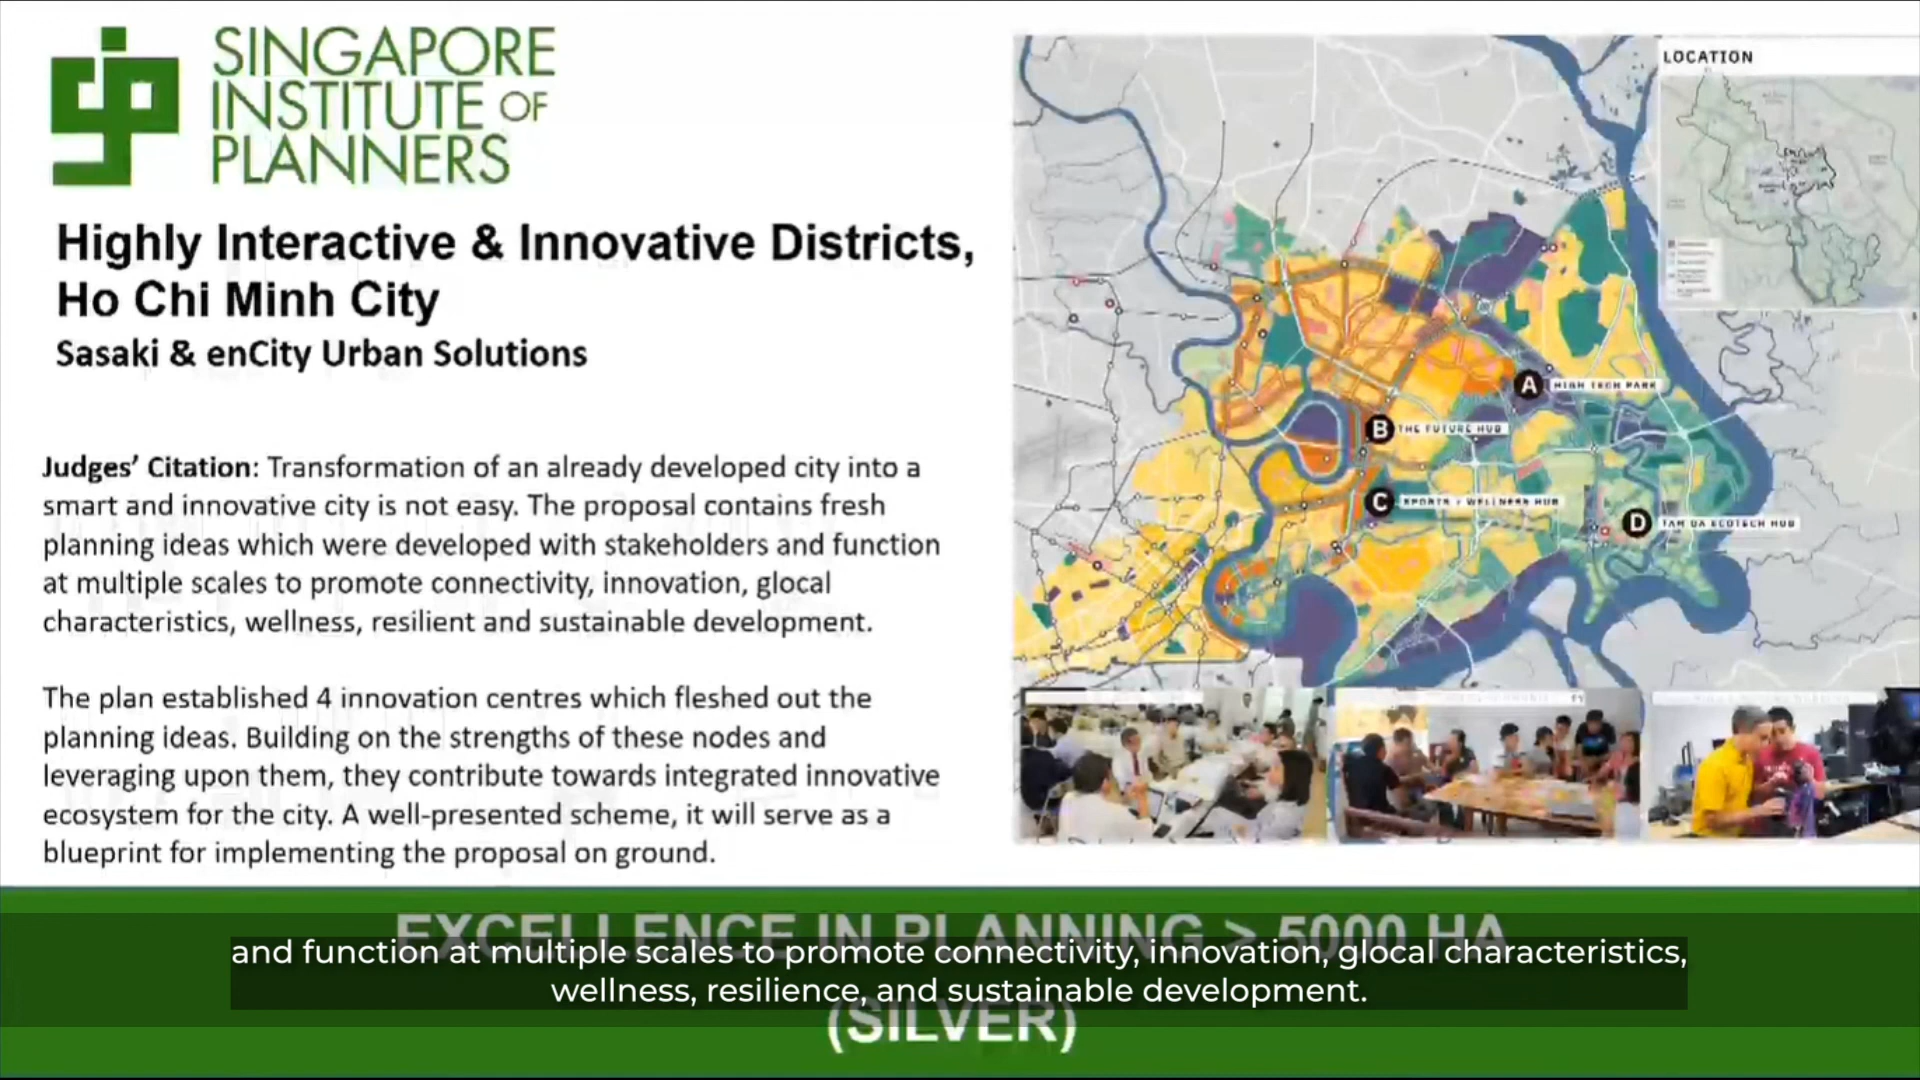 SINGAPORE
INSTITUTE OF
PLANNERS
Highly Interactive & Innovative Districts,
Ho Chi Minh City
Sasaki & enCity Urban Solutions
Judges’ Citation: Transformation of an already developed city into a
smart and innovative city is not easy. The proposal contains fresh
planning ideas which were developed with stakeholders and function
at multiple scales to promote connectivity, innovation, glocal
characteristics, wellness, resilient and sustainable development.
The plan established 4 innovation centres which fleshed out the
planning ideas. Building on the strengths of these nodes and
leveraging upon them, they contribute towards integrated innovative
ecosystem for the city. A well-presented scheme, it will serve as a
blueprint for implementing the proposal on ground.
LOCATION
A HIGH TECH PARK
B THE FUTURE HUB
C SPORTS + WELLNESS HUB
D TAM DA ECOTECH HUB
EXCELLENCE IN PLANNING > 5000 HA
(SILVER)
and function at multiple scales to promote connectivity, innovation, glocal characteristics,
wellness, resilience, and sustainable development.